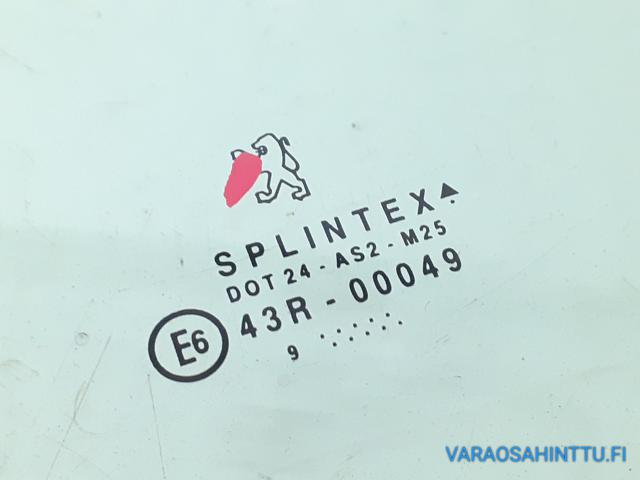 SPLINTEX
DOT 24 - AS2 - M25
E6
43R - 00049
9
VARAOSAHINTTU.FI